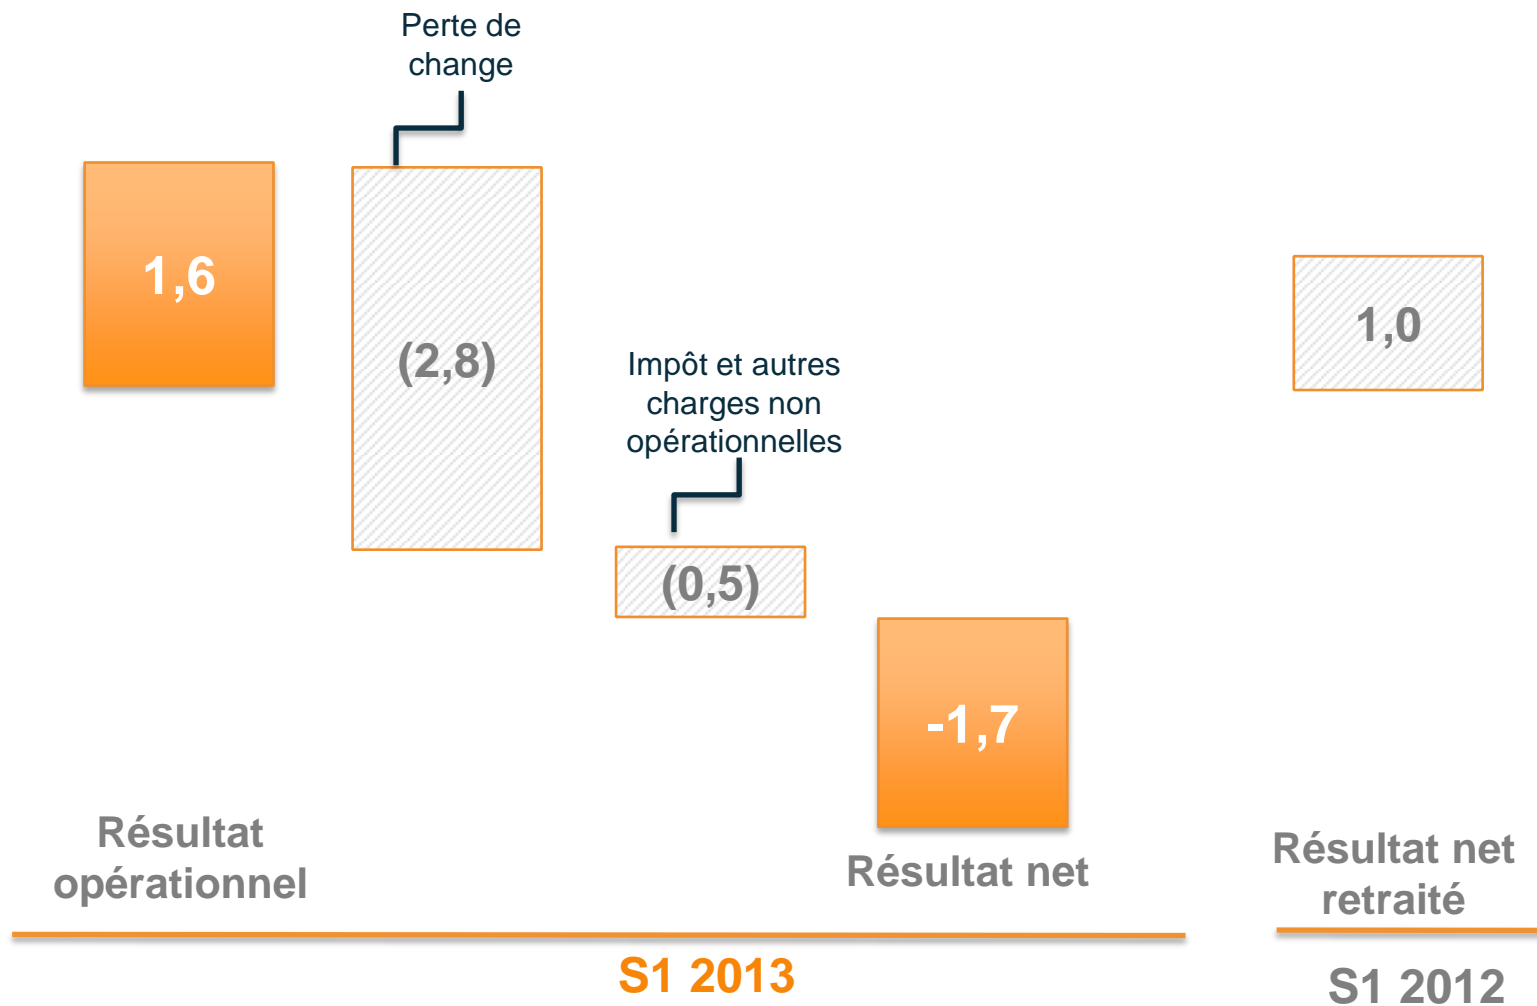 Perte de
change
1,6
(2,8)
1,0
Impôt et autres
charges non
opérationnelles
(0,5)
-1,7
Résultat
opérationnel
Résultat net
Résultat net
retraité
S1 2013
S1 2012